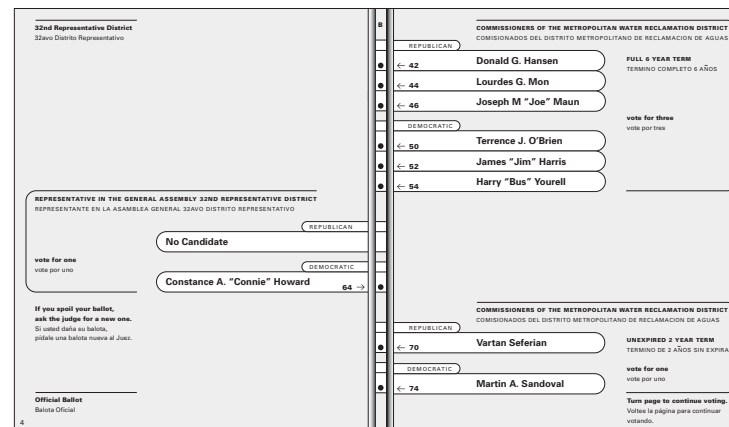 32nd Representative District
32avo Distrito Representativo
REPRESENTATIVE IN THE GENERAL ASSEMBLY 32ND REPRESENTATIVE DISTRICT
REPRESENTANTE EN LA ASAMBLEA GENERAL 32AVO DISTRITO REPRESENTATIVO
REPUBLICAN
No Candidate
vote for one
vote por uno
DEMOCRATIC
Constance A. "Connie" Howard
64 →
If you spoil your ballot,
ask the judge for a new one.
Si usted daña su balota,
pídale una balota nueva al Juez.
Official Ballot
Balota Oficial
4
B
COMMISSIONERS OF THE METROPOLITAN WATER RECLAMATION DISTRICT
COMISIONADOS DEL DISTRITO METROPOLITANO DE RECLAMACION DE AGUAS
REPUBLICAN
← 42 Donald G. Hansen
← 44 Lourdes G. Mon
← 46 Joseph M "Joe" Maun
FULL 6 YEAR TERM
TERMINO COMPLETO 6 AÑOS
vote for three
vote por tres
DEMOCRATIC
← 50 Terrence J. O'Brien
← 52 James "Jim" Harris
← 54 Harry "Bus" Yourell
COMMISSIONERS OF THE METROPOLITAN WATER RECLAMATION DISTRICT
COMISIONADOS DEL DISTRITO METROPOLITANO DE RECLAMACION DE AGUAS
REPUBLICAN
← 70 Vartan Seferian
UNEXPIRED 2 YEAR TERM
TERMINO DE 2 AÑOS SIN EXPIRA
DEMOCRATIC
← 74 Martin A. Sandoval
vote for one
vote por uno
Turn page to continue voting.
Voltee la página para continuar
votando.